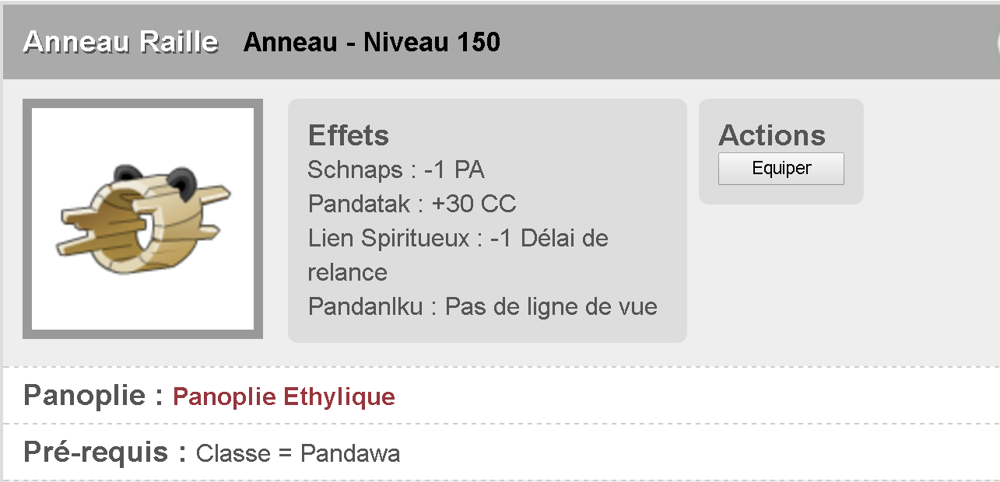 Anneau Raille Anneau - Niveau 150
Effets
Schnaps : -1 PA
Pandatak : +30 CC
Lien Spiritueux : -1 Délai de
relance
Pandanlku : Pas de ligne de vue
Actions
Equiper
Panoplie : Panoplie Ethylique
Pré-requis : Classe = Pandawa